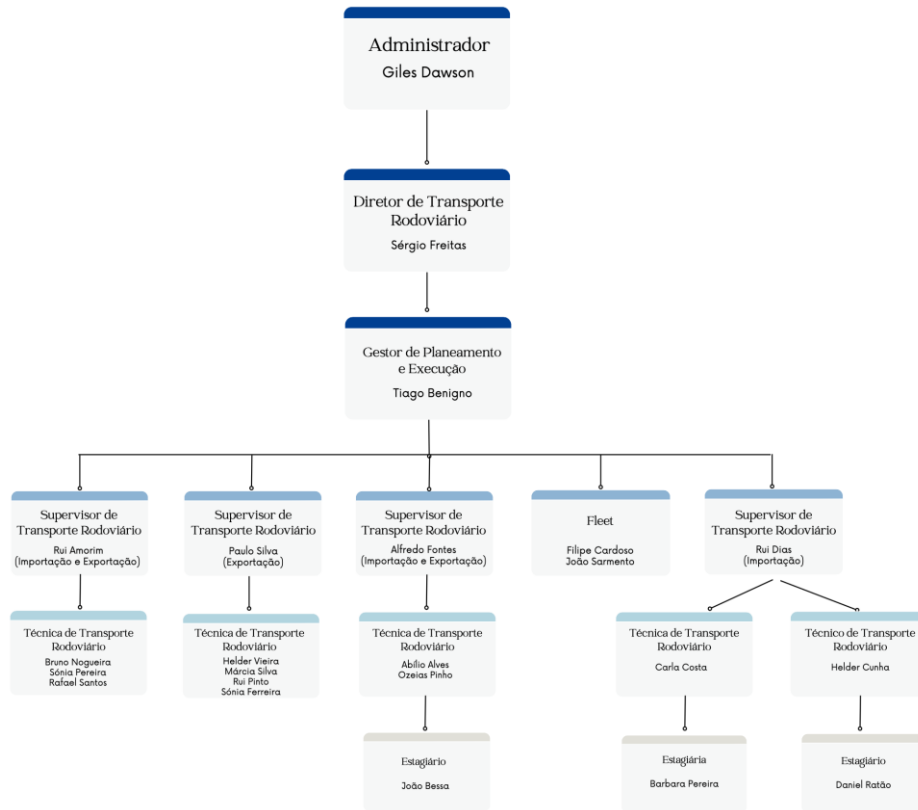 Administrador
Giles Dawson
Diretor de Transporte
Rodoviário
Sérgio Freitas
Gestor de Planeamento
e Execução
Tiago Benigno
Supervisor de
Transporte Rodoviário
Rui Amorim
(Importação e Exportação)
Supervisor de
Transporte Rodoviário
Paulo Silva
(Exportação)
Supervisor de
Transporte Rodoviário
Alfredo Fontes
(Importação e Exportação)
Fleet
Filipe Cardoso
João Sarmento
Supervisor de
Transporte Rodoviário
Rui Dias
(Importação)
Técnica de Transporte
Rodoviário
Bruno Nogueira
Sónia Pereira
Rafael Santos
Técnica de Transporte
Rodoviário
Helder Vieira
Márcia Silva
Rui Pinto
Sónia Ferreira
Técnica de Transporte
Rodoviário
Abílio Alves
Ozeias Pinho
Técnica de Transporte
Rodoviário
Carla Costa
Técnico de Transporte
Rodoviário
Helder Cunha
Estagiário
João Bessa
Estagiária
Barbara Pereira
Estagiário
Daniel Ratão